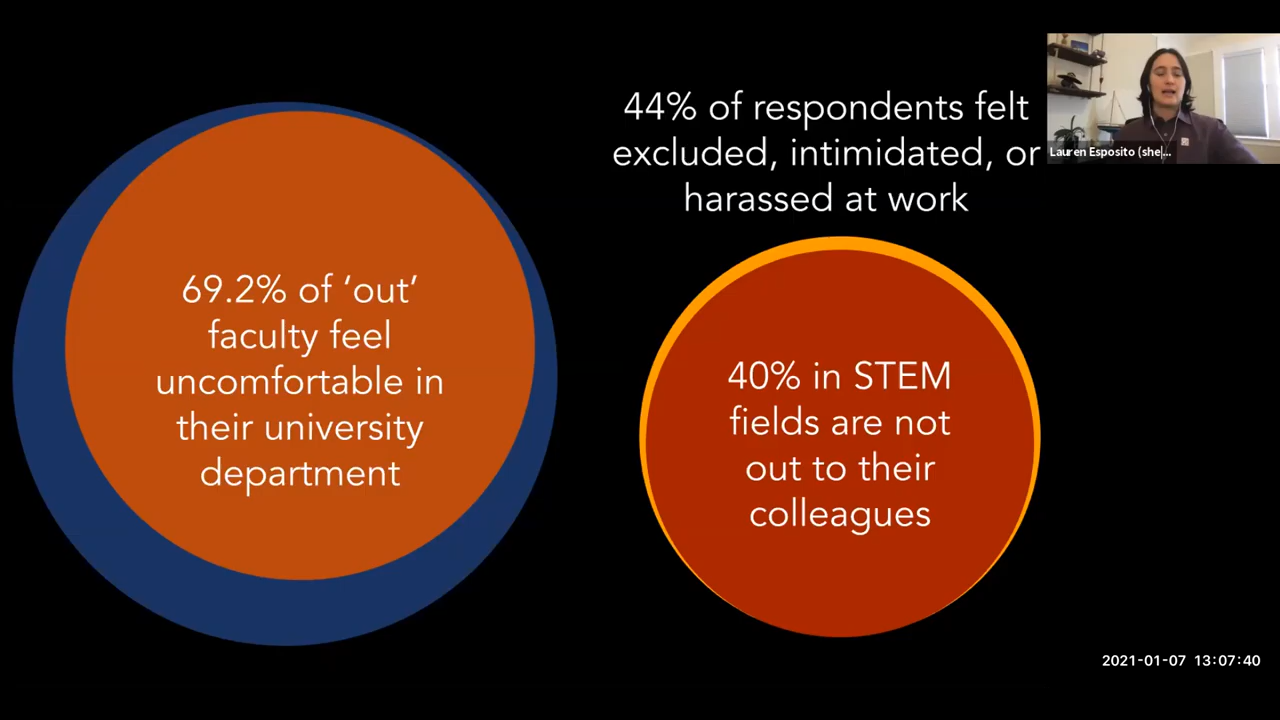 69.2% of ‘out’
faculty feel
uncomfortable in
their university
department
44% of respondents felt
excluded, intimidated, or
harassed at work
40% in STEM
fields are not
out to their
colleagues
Lauren Esposito (she|...
2021-01-07 13:07:40